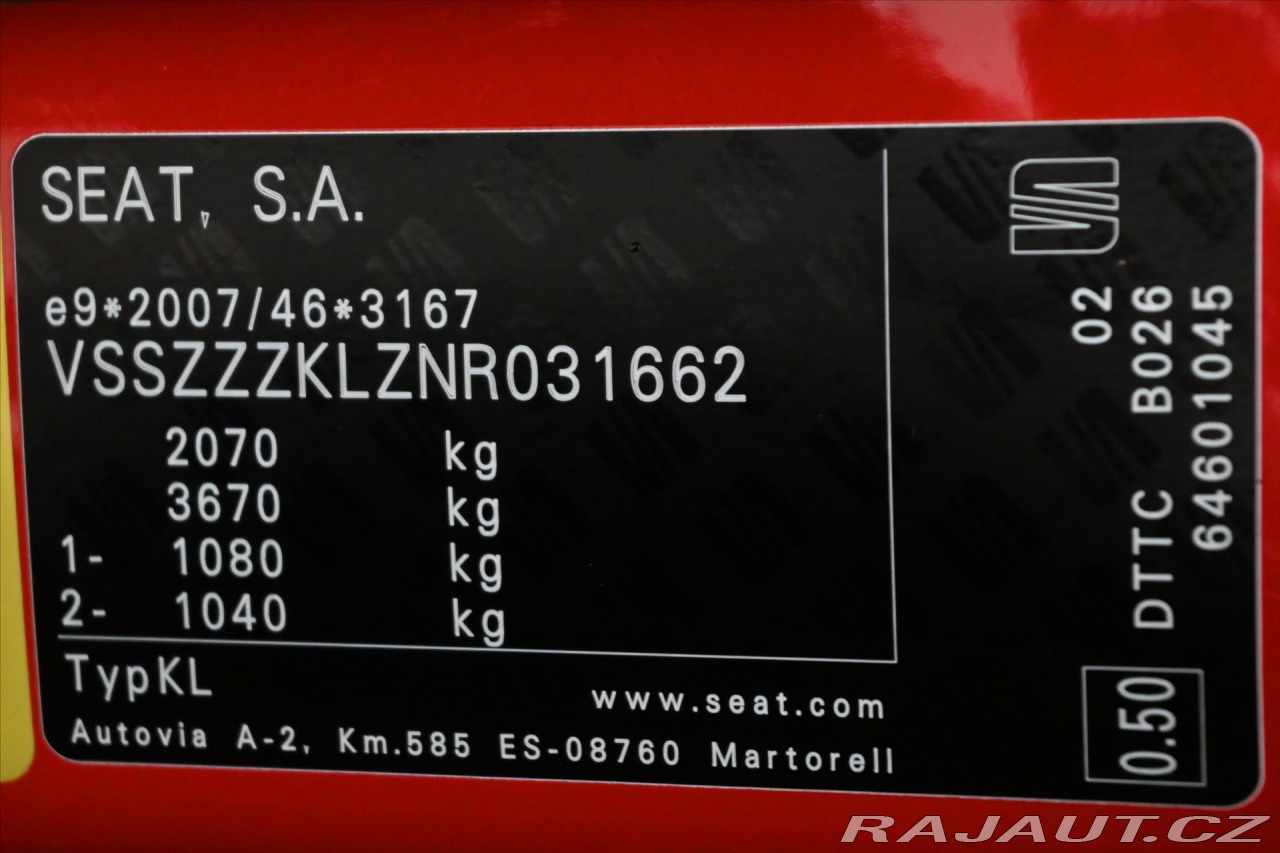 SEAT, S.A.
e9*2007/46*3167
VSSZZZKLZNR031662
2070 kg
3670 kg
1- 1080 kg
2- 1040 kg
TypKL
www.seat.com
Autovia A-2, Km.585 ES-08760 Martorell
02
DTTC B026
64601045
0.50
RAJAUT.CZ